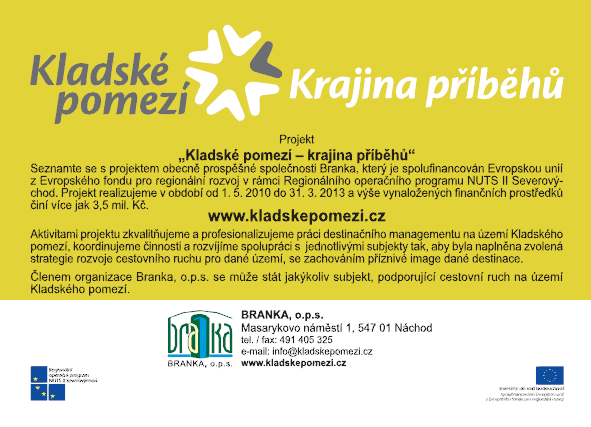 Kladské
pomezí
Krajina příběhů
Projekt
„Kladské pomezí – krajina příběhů“
Seznamte se s projektem obecně prospěšné společnosti Branka, který je spolufinancován Evropskou unií
z Evropského fondu pro regionální rozvoj v rámci Regionálního operačního programu NUTS II Severový-
chod. Projekt realizujeme v období od 1. 5. 2010 do 31. 3. 2013 a výše vynaložených finančních prostředků
činí více jak 3,5 mil. Kč.
www.kladskepomezi.cz
Aktivitami projektu zkvalitňujeme a profesionalizujeme práci destinačního managementu na území Kladského
pomezí, koordinujeme činnosti a rozvíjíme spolupráci s jednotlivými subjekty tak, aby byla naplněna zvolená
strategie rozvoje cestovního ruchu pro dané území, se zachováním příznivé image dané destinace.
Členem organizace Branka, o.p.s. se může stát jakýkoliv subjekt, podporující cestovní ruch na území
Kladského pomezí.
branka
BRANKA, o.p.s.
BRANKA, o.p.s.
Masarykovo náměstí 1, 547 01 Náchod
tel. / fax: 491 405 325
e-mail: info@kladskepomezi.cz
www.kladskepomezi.cz
Regionální
operační program
NUTS II Severovýchod